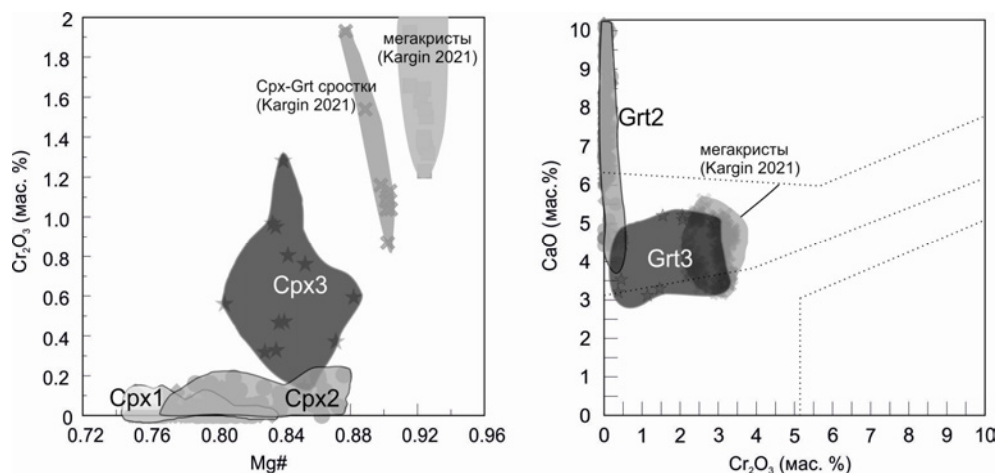 2
1.8
1.6
1.4
1.2
1.0
0.8
0.6
0.4
0.2
0
0.72
0.76
0.80
0.84
0.88
0.92
0.96
Cr₂O₃ (мас. %)
Mg#
мегакристы
(Kargin 2021)
Cpx-Grt сростки
(Kargin 2021)
Cpx3
Cpx1
Cpx2
10
9
8
7
6
5
4
3
2
1
0
0
1
2
3
4
5
6
7
8
9
10
CaO (мас.%)
Cr₂O₃ (мас. %)
Grt2
мегакристы
(Kargin 2021)
Grt3